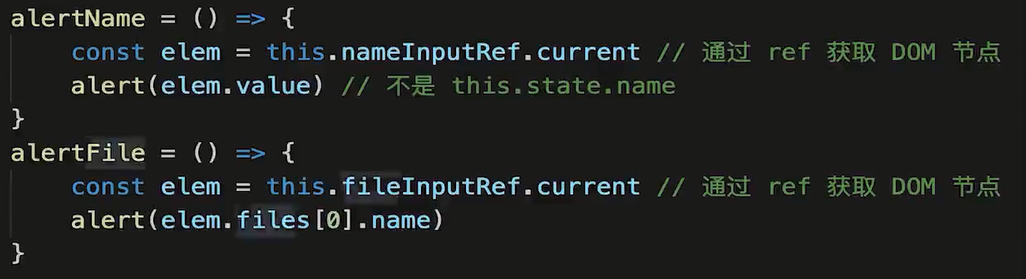 alertName = () => {
    const elem = this.nameInputRef.current // 通过 ref 获取 DOM 节点
    alert(elem.value) // 不是 this.state.name
}
alertFile = () => {
    const elem = this.fileInputRef.current // 通过 ref 获取 DOM 节点
    alert(elem.files[0].name)
}